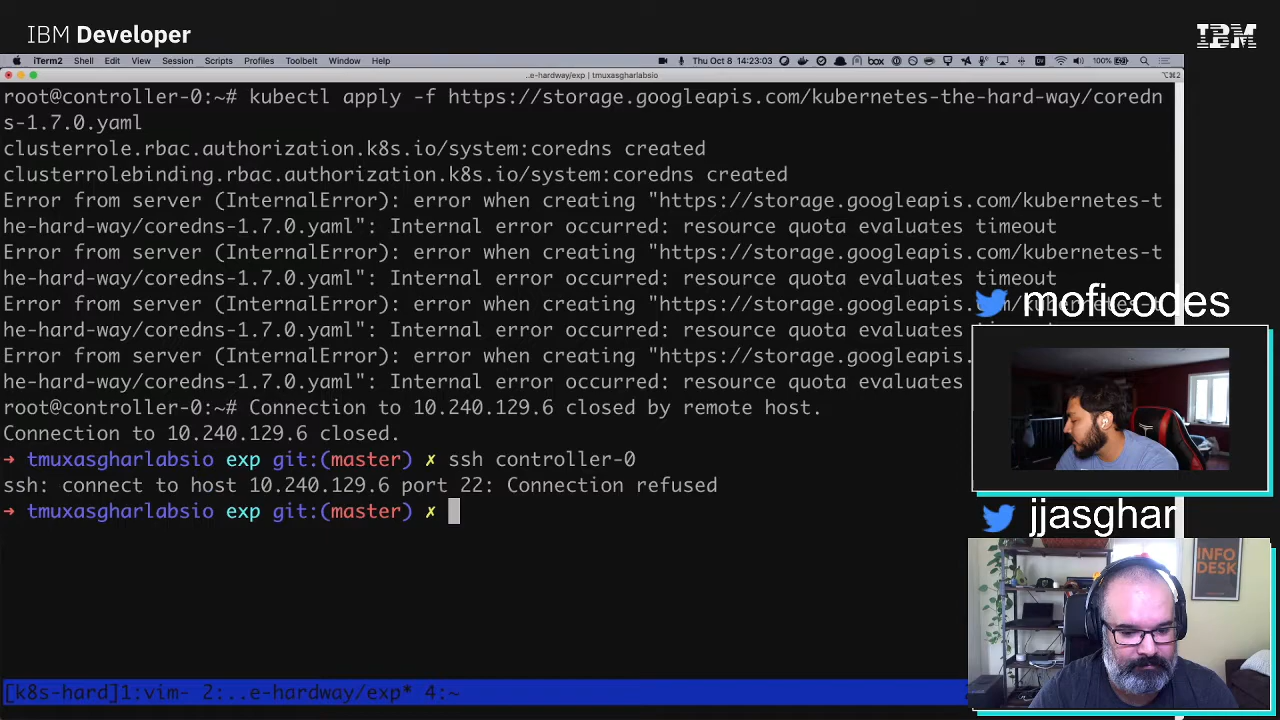 IBM Developer
IBM
iTerm2 Shell Edit View Session Scripts Profiles Toolbelt Window Help box 100% Thu Oct 8 14:23:03
..e-hardway/exp | tmuxasgharlabsio
⌥⌘2
root@controller-0:~# kubectl apply -f https://storage.googleapis.com/kubernetes-the-hard-way/coredn
s-1.7.0.yaml
clusterrole.rbac.authorization.k8s.io/system:coredns created
clusterrolebinding.rbac.authorization.k8s.io/system:coredns created
Error from server (InternalError): error when creating "https://storage.googleapis.com/kubernetes-t
he-hard-way/coredns-1.7.0.yaml": Internal error occurred: resource quota evaluates timeout
Error from server (InternalError): error when creating "https://storage.googleapis.com/kubernetes-t
he-hard-way/coredns-1.7.0.yaml": Internal error occurred: resource quota evaluates timeout
Error from server (InternalError): error when creating "https://storage.googleapis.com/kubernetes-t
he-hard-way/coredns-1.7.0.yaml": Internal error occurred: resource quota evaluates
Error from server (InternalError): error when creating "https://storage.googleapis.
he-hard-way/coredns-1.7.0.yaml": Internal error occurred: resource quota evaluates
root@controller-0:~# Connection to 10.240.129.6 closed by remote host.
Connection to 10.240.129.6 closed.
→ tmuxasgharlabsio exp git:(master) ✗ ssh controller-0
ssh: connect to host 10.240.129.6 port 22: Connection refused
→ tmuxasgharlabsio exp git:(master) ✗
[k8s-hard]1:vim- 2:..e-hardway/exp* 4:~
moficodes
jjasghar
INFO
DESK